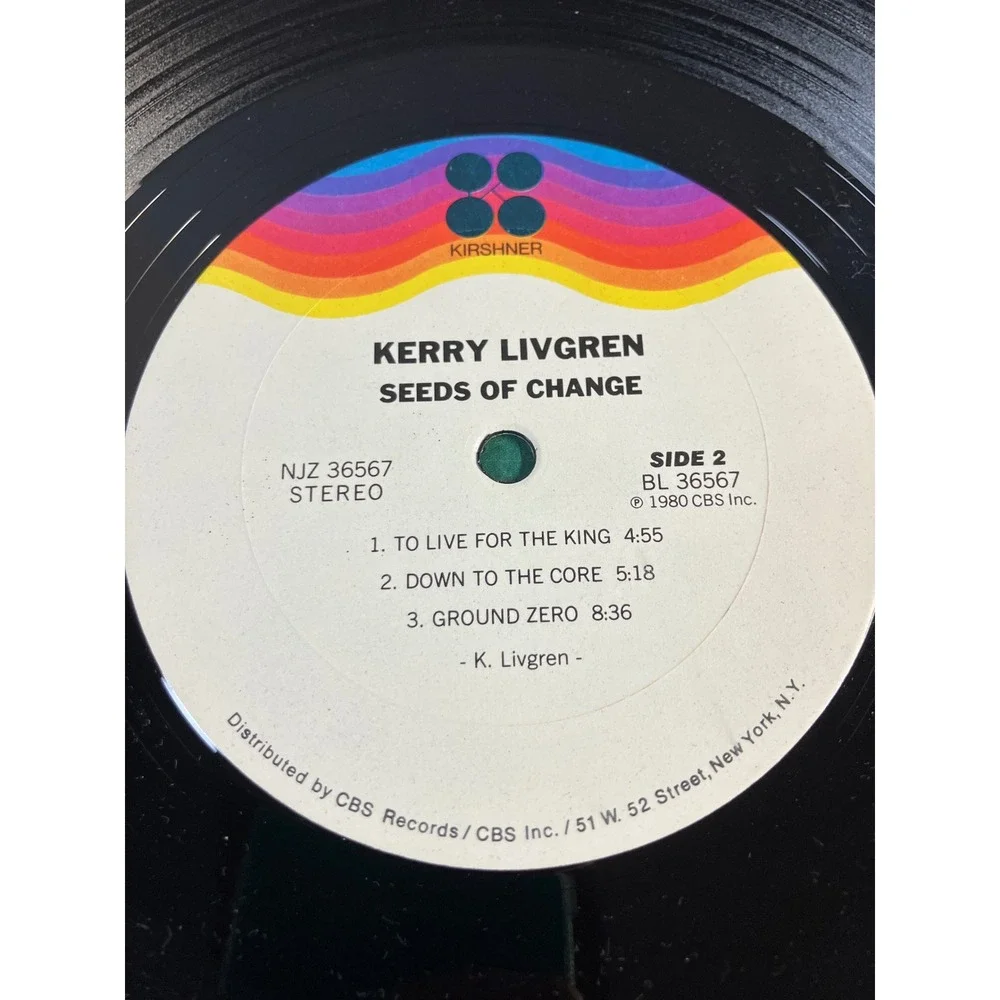 KIRSHNER
KERRY LIVGREN
SEEDS OF CHANGE
NJZ 36567
STEREO
SIDE 2
BL 36567
℗ 1980 CBS Inc.
1. TO LIVE FOR THE KING 4:55
2. DOWN TO THE CORE 5:18
3. GROUND ZERO 8:36
- K. Livgren -
Distributed by CBS Records / CBS Inc. / 51 W. 52 Street, New York, N.Y.